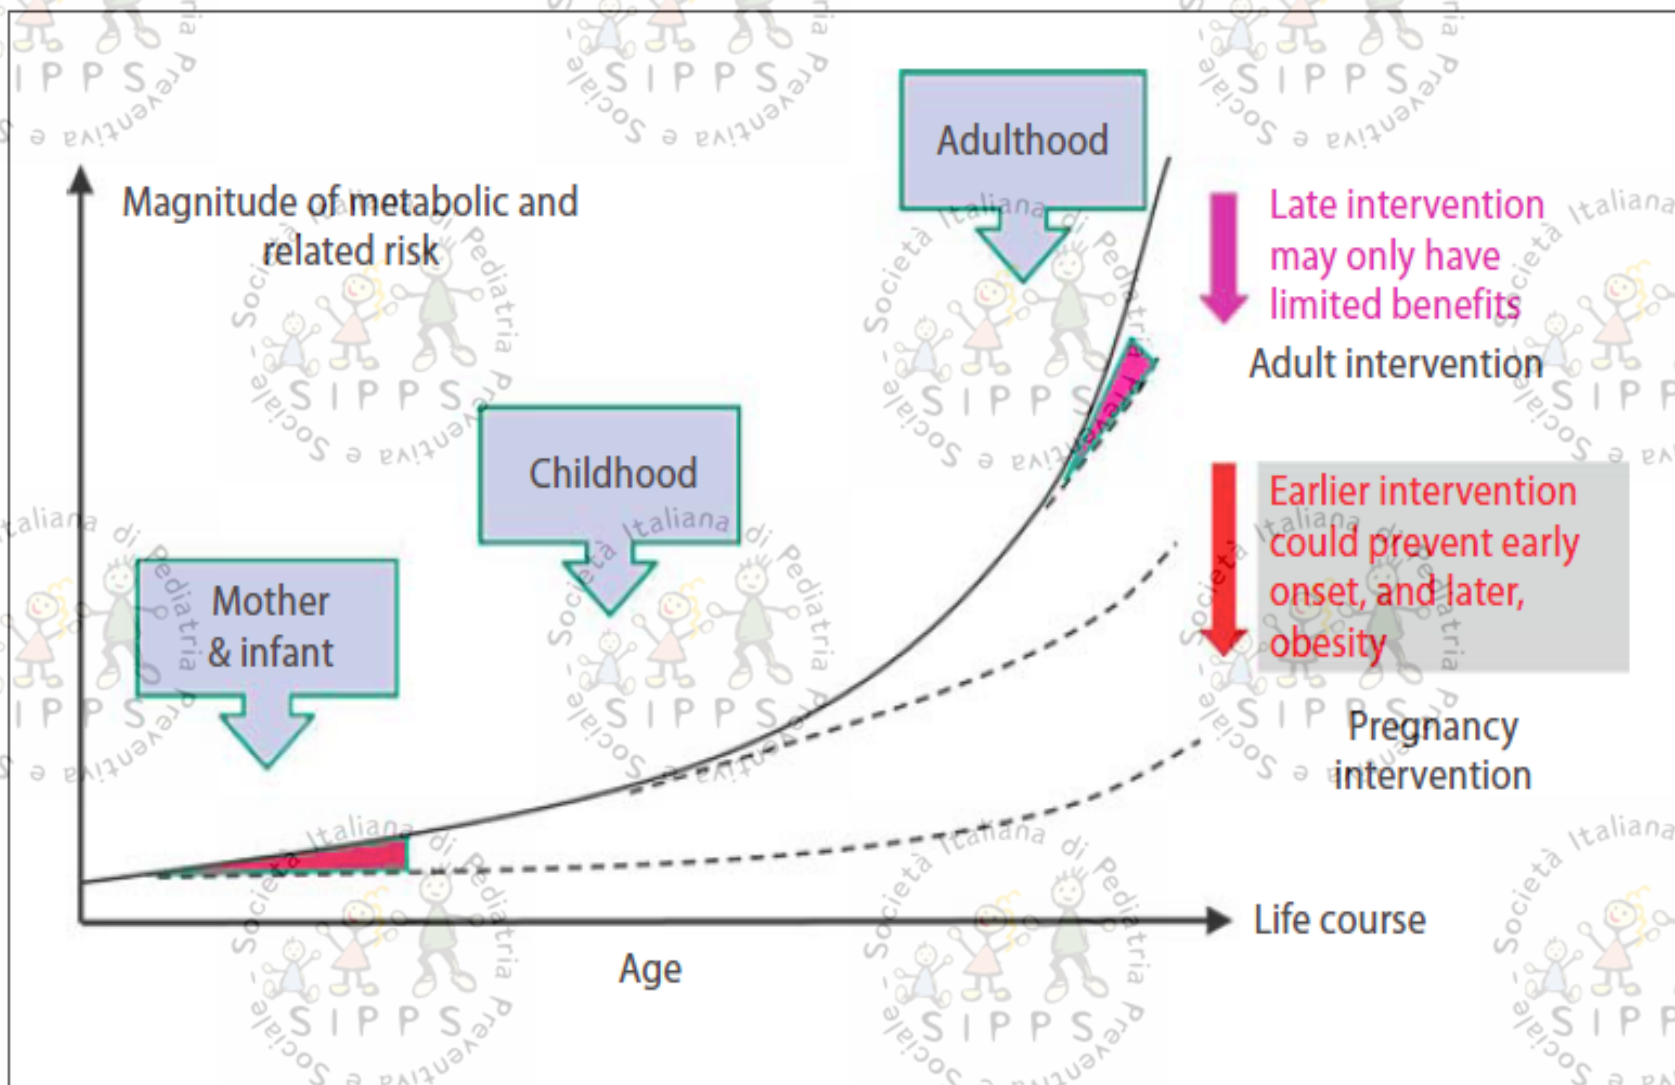 Magnitude of metabolic and
related risk
Mother
& infant
Childhood
Adulthood
Late intervention
may only have
limited benefits
Adult intervention
Earlier intervention
could prevent early
onset, and later,
obesity
Pregnancy
intervention
Life course
Age
Società Italiana di Pediatria Preventiva e Sociale -
SIPPS